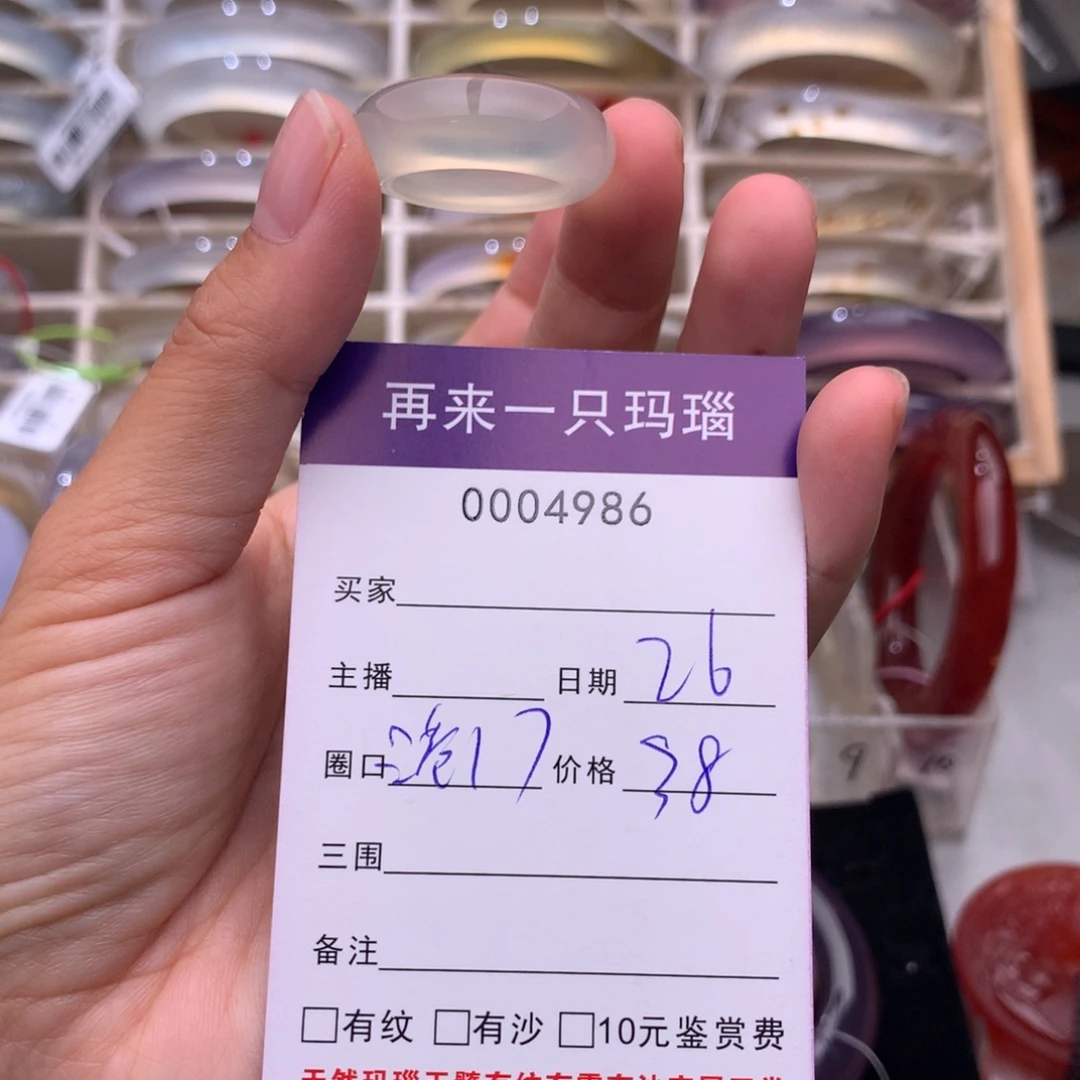 再来一只玛瑙
0004986
买家
主播 日期 26
圈口 17 价格 38
三围
备注
□有纹 □有沙 □10元鉴赏费